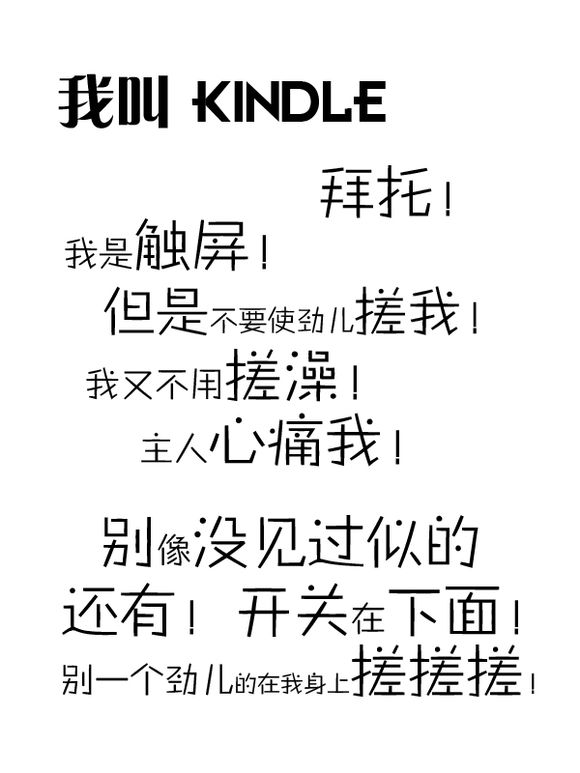 我叫 KINDLE
拜托！
我是触屏！
但是不要使劲儿搓我！
我又不用搓澡！
主人心痛我！
别像没见过似的
还有！ 开关在下面！
别一个劲儿的在我身上搓搓搓！